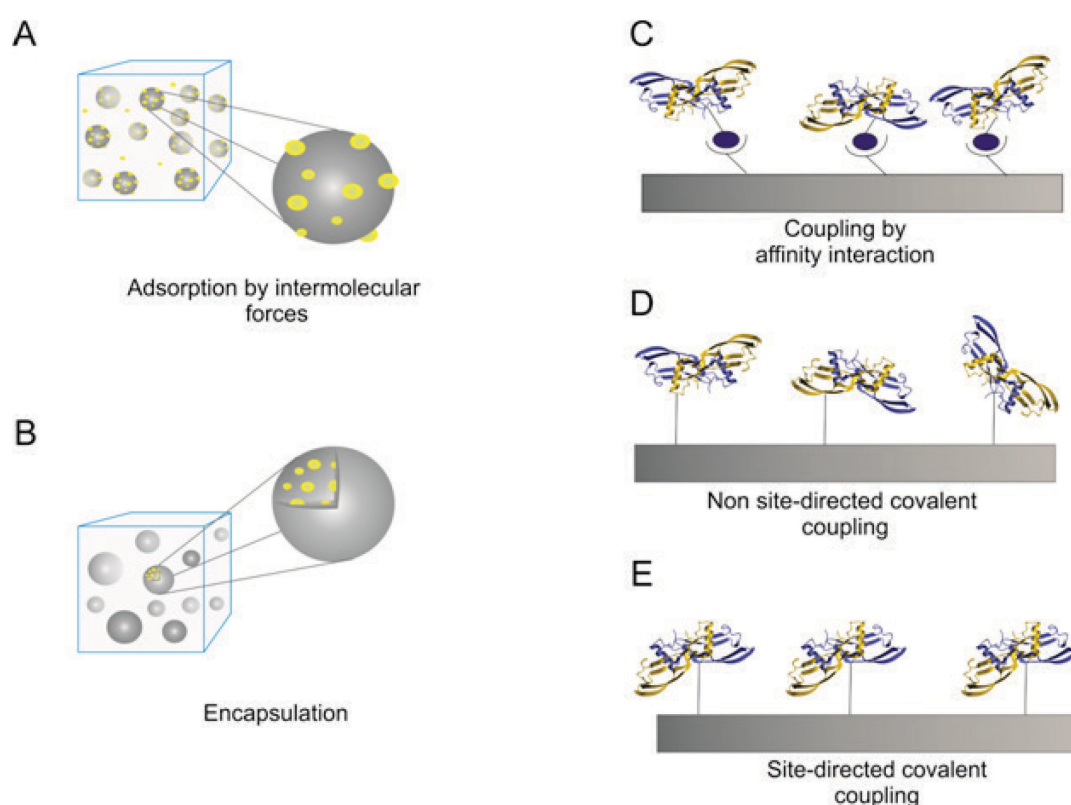 A
Adsorption by intermolecular
forces
B
Encapsulation
C
Coupling by
affinity interaction
D
Non site-directed covalent
coupling
E
Site-directed covalent
coupling